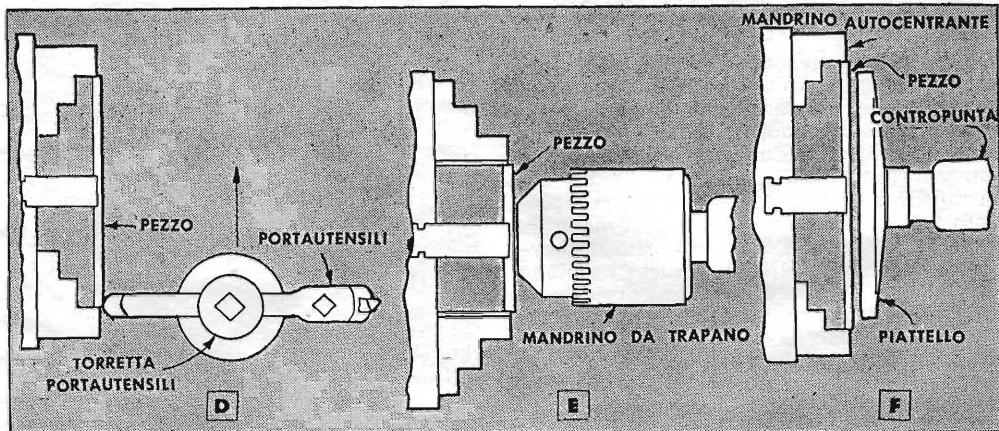 PEZZO
PORTAUTENSILI
TORRETTA
PORTAUTENSILI
D
PEZZO
MANDRINO DA TRAPANO
E
MANDRINO AUTOCENTRANTE
PEZZO
CONTROPUNTA
PIATTELLO
F